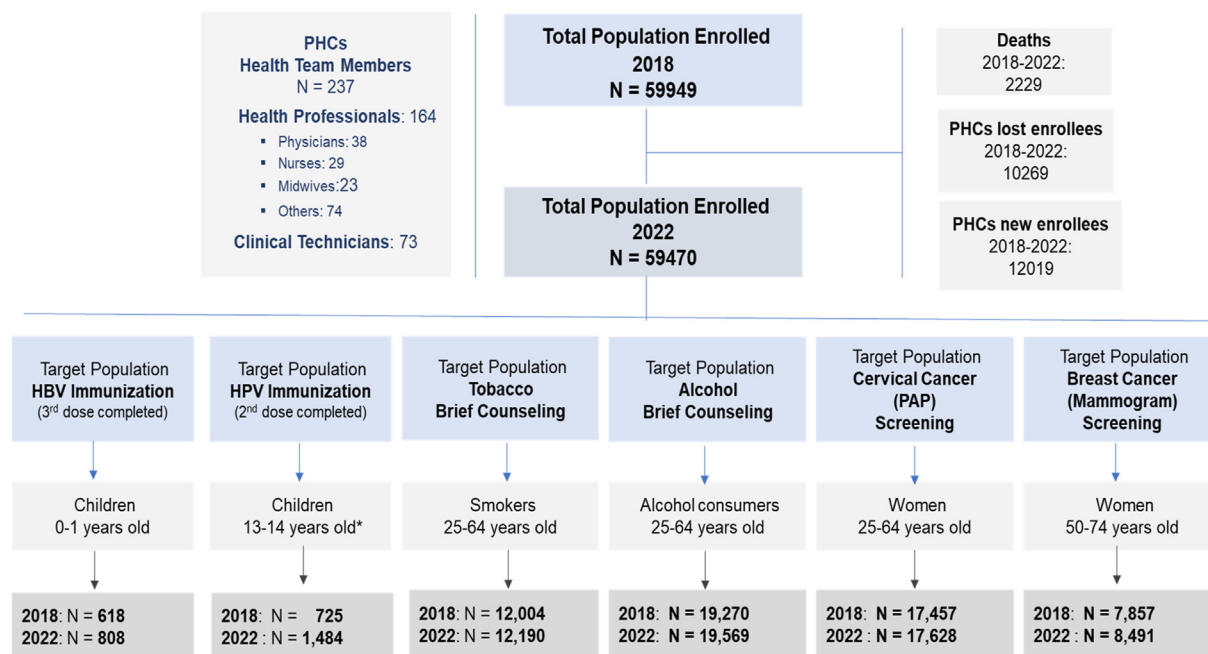 PHCs
Health Team Members
N = 237
Health Professionals: 164
▪ Physicians: 38
▪ Nurses: 29
▪ Midwives:23
▪ Others: 74
Clinical Technicians: 73
Total Population Enrolled
2018
N = 59949
Total Population Enrolled
2022
N = 59470
Deaths
2018-2022:
2229
PHCs lost enrollees
2018-2022:
10269
PHCs new enrollees
2018-2022:
12019
Target Population
HBV Immunization
(3rd dose completed)
Children
0-1 years old
2018: N = 618
2022: N = 808
Target Population
HPV Immunization
(2nd dose completed)
Children
13-14 years old*
2018: N = 725
2022 : N = 1,484
Target Population
Tobacco
Brief Counseling
Smokers
25-64 years old
2018: N = 12,004
2022: N = 12,190
Target Population
Alcohol
Brief Counseling
Alcohol consumers
25-64 years old
2018: N = 19,270
2022: N = 19,569
Target Population
Cervical Cancer
(PAP)
Screening
Women
25-64 years old
2018: N = 17,457
2022: N = 17,628
Target Population
Breast Cancer
(Mammogram)
Screening
Women
50-74 years old
2018: N = 7,857
2022 : N = 8,491